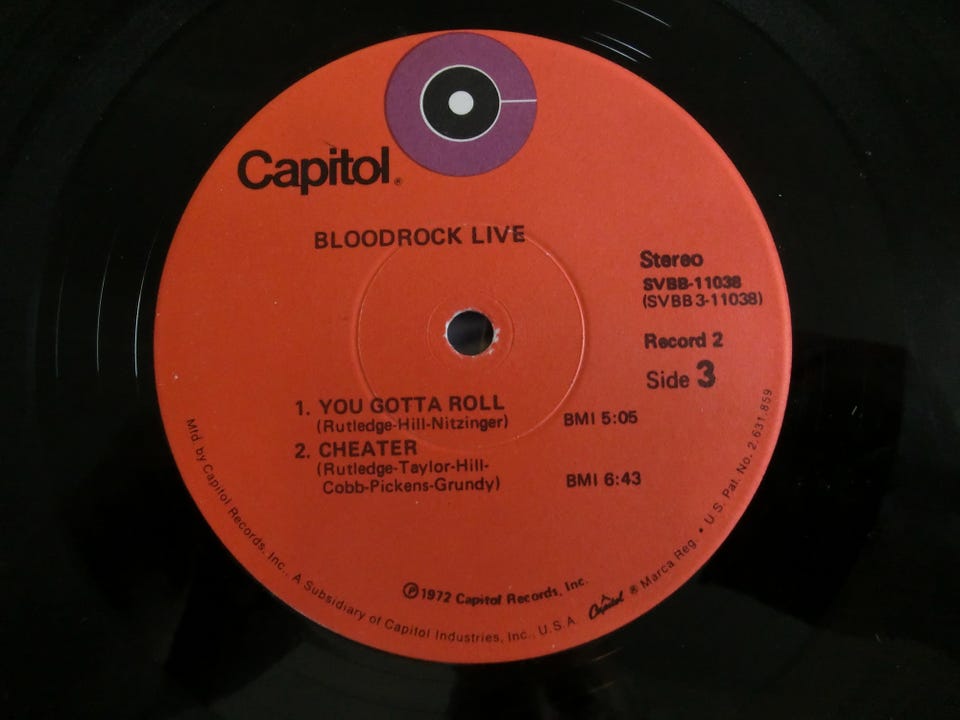 Capitol®
BLOODROCK LIVE
Stereo
SVBB-11038
(SVBB 3-11038)
Record 2
Side 3
1. YOU GOTTA ROLL
(Rutledge-Hill-Nitzinger) BMI 5:05
2. CHEATER
(Rutledge-Taylor-Hill-
Cobb-Pickens-Grundy) BMI 6:43
℗1972 Capitol Records, Inc.
Mfd. by Capitol Records, Inc., A Subsidiary of Capitol Industries, Inc., U.S.A. Capitol ® Marca Reg. • U.S. Pat. No. 2,631,859